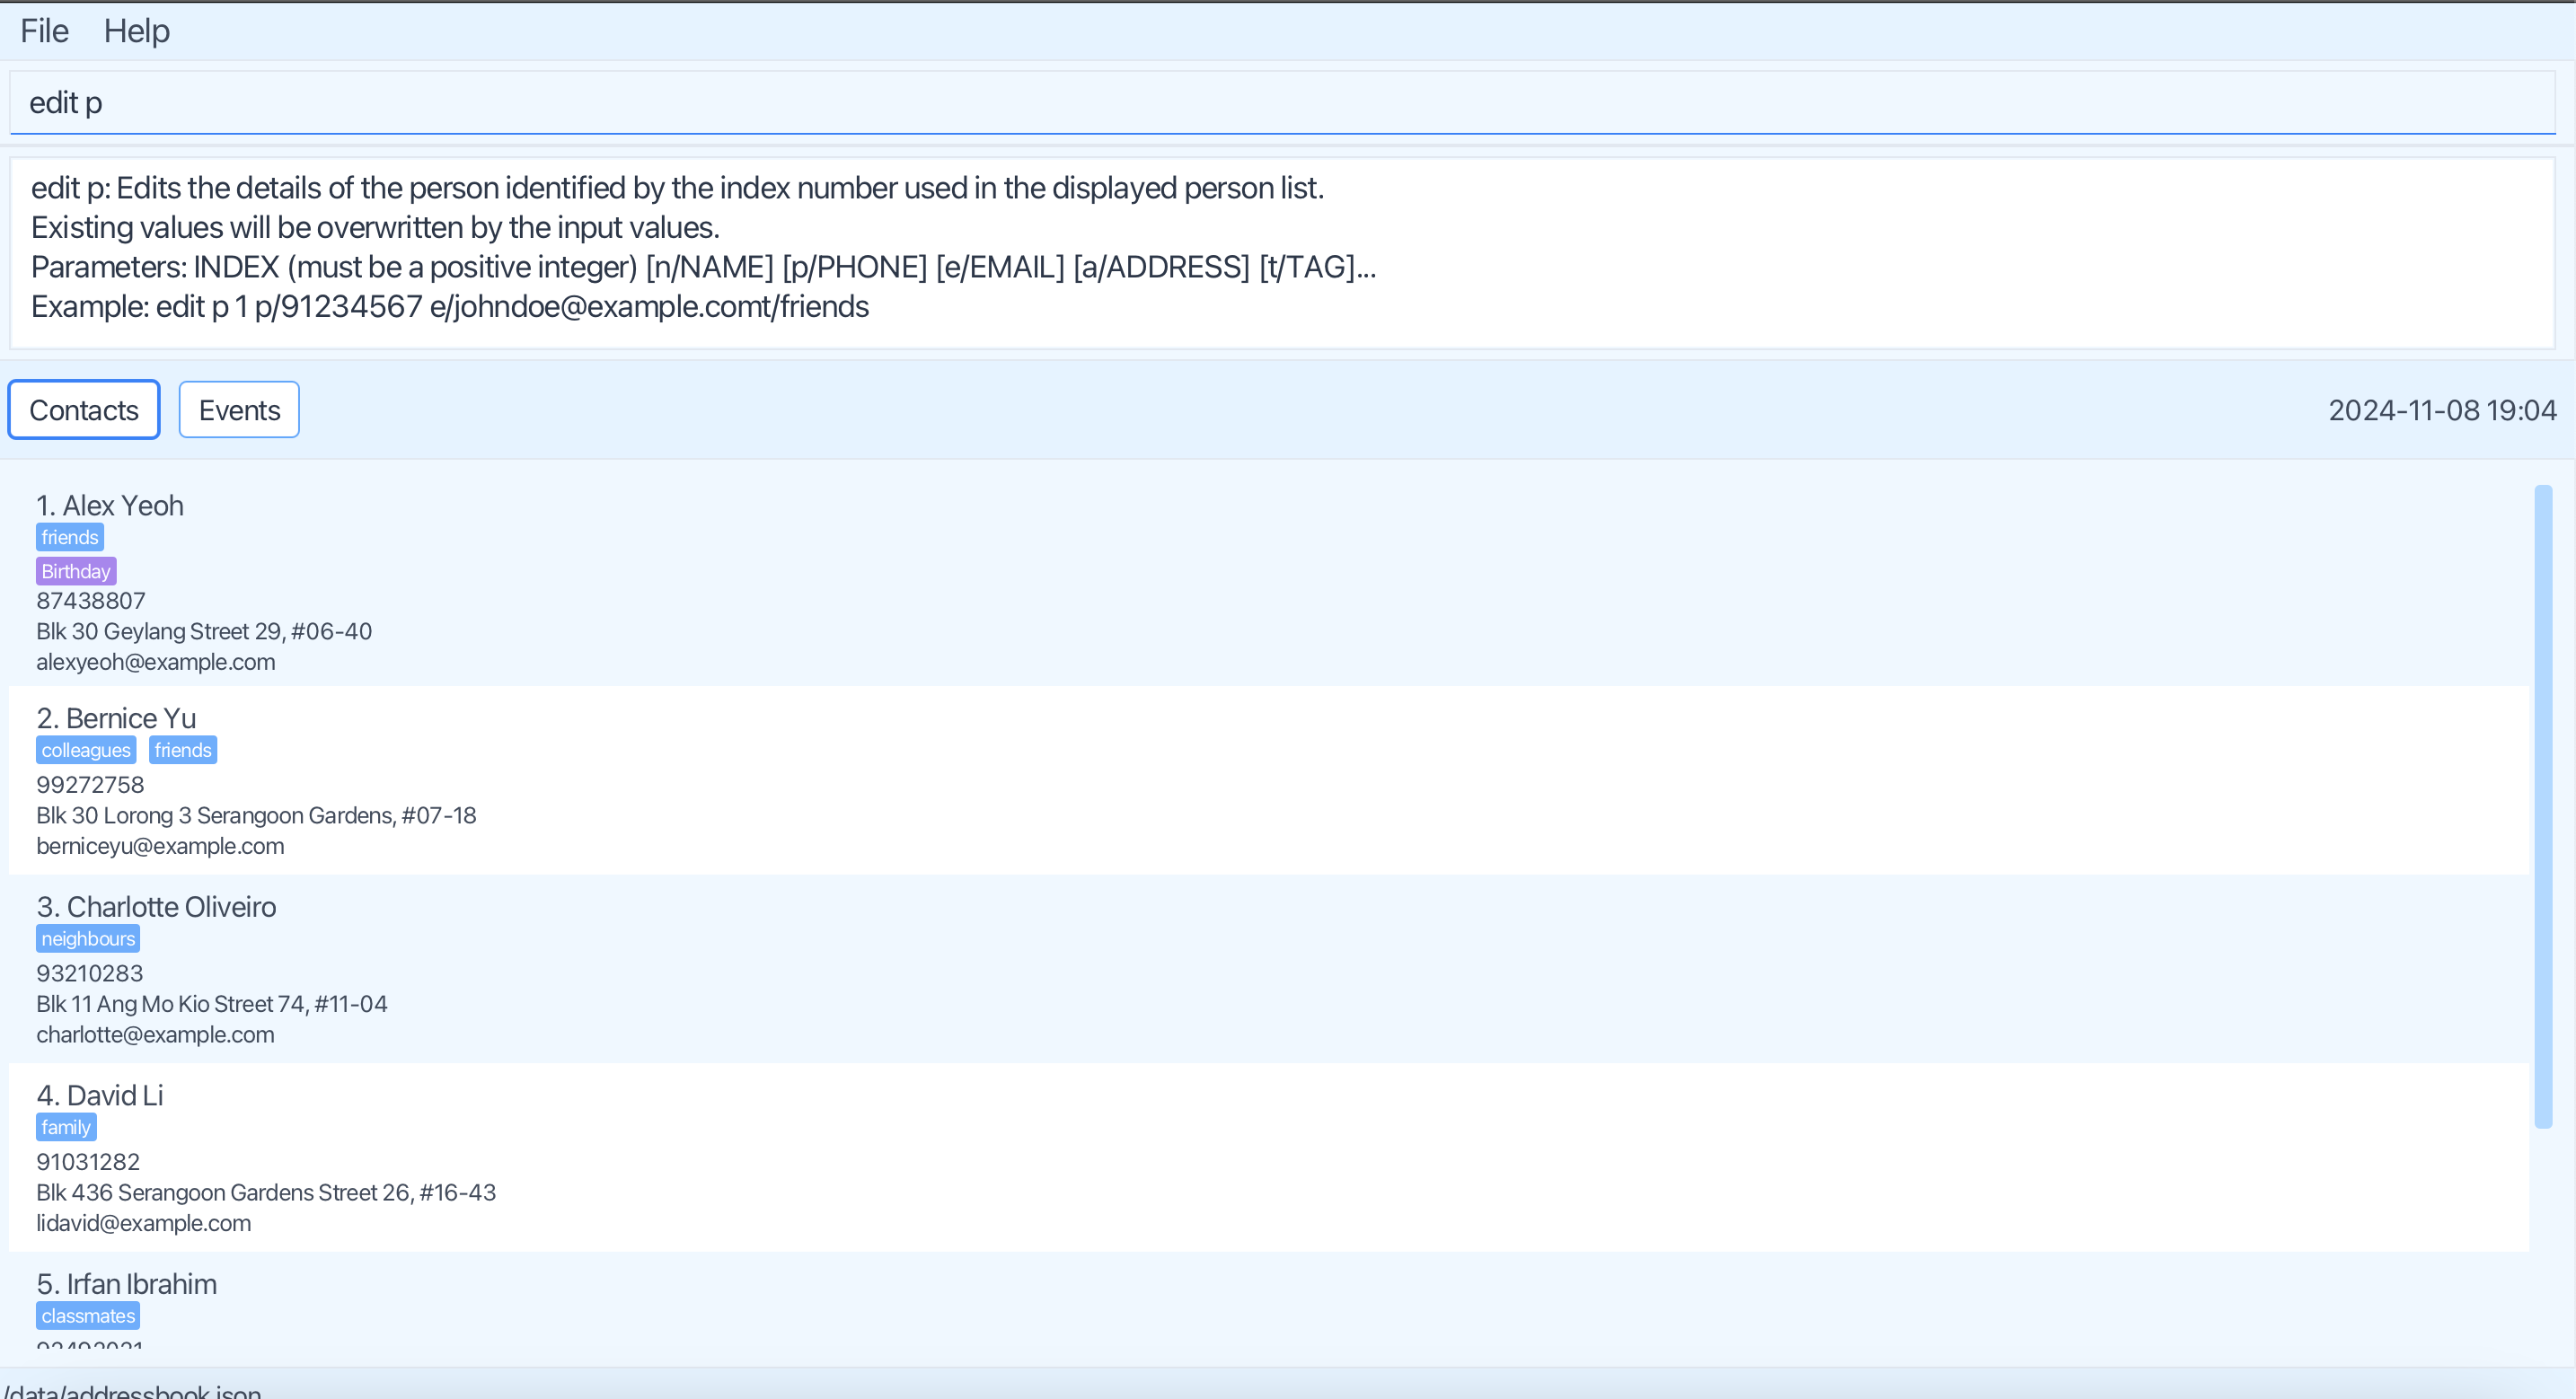 File Help
edit p
edit p: Edits the details of the person identified by the index number used in the displayed person list.
Existing values will be overwritten by the input values.
Parameters: INDEX (must be a positive integer) [n/NAME] [p/PHONE] [e/EMAIL] [a/ADDRESS] [t/TAG]...
Example: edit p 1 p/91234567 e/johndoe@example.comt/friends
Contacts Events 2024-11-08 19:04
1. Alex Yeoh
friends
Birthday
87438807
Blk 30 Geylang Street 29, #06-40
alexyeoh@example.com
2. Bernice Yu
colleagues friends
99272758
Blk 30 Lorong 3 Serangoon Gardens, #07-18
berniceyu@example.com
3. Charlotte Oliveiro
neighbours
93210283
Blk 11 Ang Mo Kio Street 74, #11-04
charlotte@example.com
4. David Li
family
91031282
Blk 436 Serangoon Gardens Street 26, #16-43
lidavid@example.com
5. Irfan Ibrahim
classmates
/data/addressbook.json